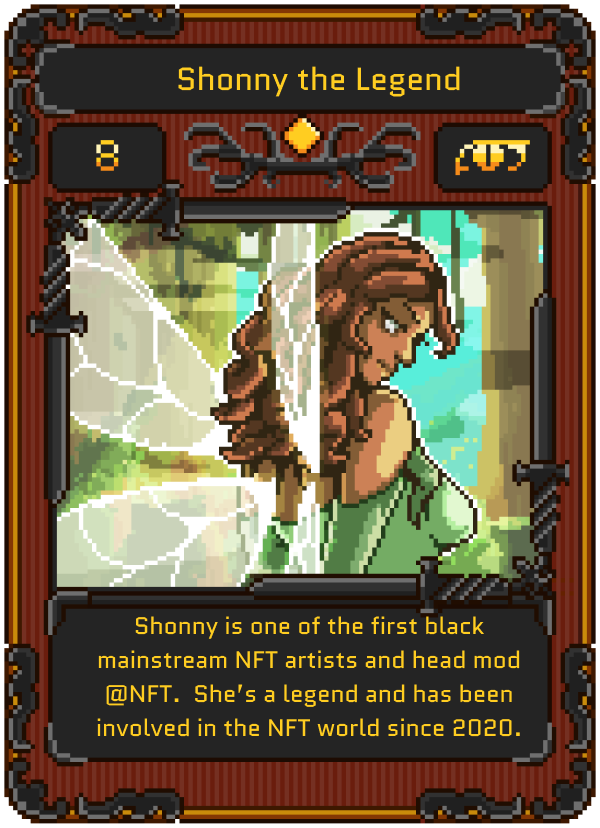 Shonny the Legend
8
Shonny is one of the first black
mainstream NFT artists and head mod
@NFT. She's a legend and has been
involved in the NFT world since 2020.